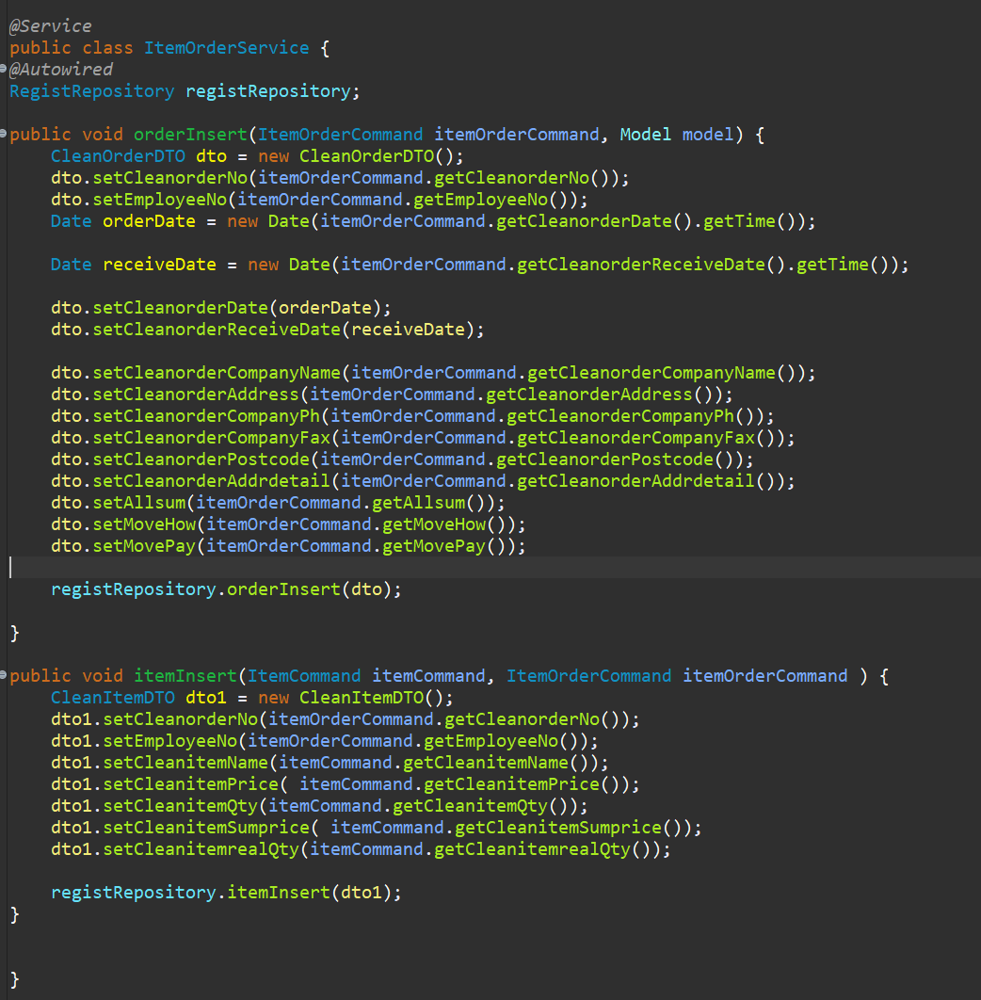 @Service
public class ItemOrderService {
@Autowired
RegistRepository registRepository;
public void orderInsert(ItemOrderCommand itemOrderCommand, Model model) {
CleanOrderDTO dto = new CleanOrderDTO();
dto.setCleanorderNo(itemOrderCommand.getCleanorderNo());
dto.setEmployeeNo(itemOrderCommand.getEmployeeNo());
Date orderDate = new Date(itemOrderCommand.getCleanorderDate().getTime());
Date receiveDate = new Date(itemOrderCommand.getCleanorderReceiveDate().getTime());
dto.setCleanorderDate(orderDate);
dto.setCleanorderReceiveDate(receiveDate);
dto.setCleanorderCompanyName(itemOrderCommand.getCleanorderCompanyName());
dto.setCleanorderAddress(itemOrderCommand.getCleanorderAddress());
dto.setCleanorderCompanyPh(itemOrderCommand.getCleanorderCompanyPh());
dto.setCleanorderCompanyFax(itemOrderCommand.getCleanorderCompanyFax());
dto.setCleanorderPostcode(itemOrderCommand.getCleanorderPostcode());
dto.setCleanorderAddrdetail(itemOrderCommand.getCleanorderAddrdetail());
dto.setAllsum(itemOrderCommand.getAllsum());
dto.setMoveHow(itemOrderCommand.getMoveHow());
dto.setMovePay(itemOrderCommand.getMovePay());
registRepository.orderInsert(dto);
}
public void itemInsert(ItemCommand itemCommand, ItemOrderCommand itemOrderCommand ) {
CleanItemDTO dto1 = new CleanItemDTO();
dto1.setCleanorderNo(itemOrderCommand.getCleanorderNo());
dto1.setEmployeeNo(itemOrderCommand.getEmployeeNo());
dto1.setCleanitemName(itemCommand.getCleanitemName());
dto1.setCleanitemPrice( itemCommand.getCleanitemPrice());
dto1.setCleanitemQty(itemCommand.getCleanitemQty());
dto1.setCleanitemSumprice( itemCommand.getCleanitemSumprice());
dto1.setCleanitemrealQty(itemCommand.getCleanitemrealQty());
registRepository.itemInsert(dto1);
}
}